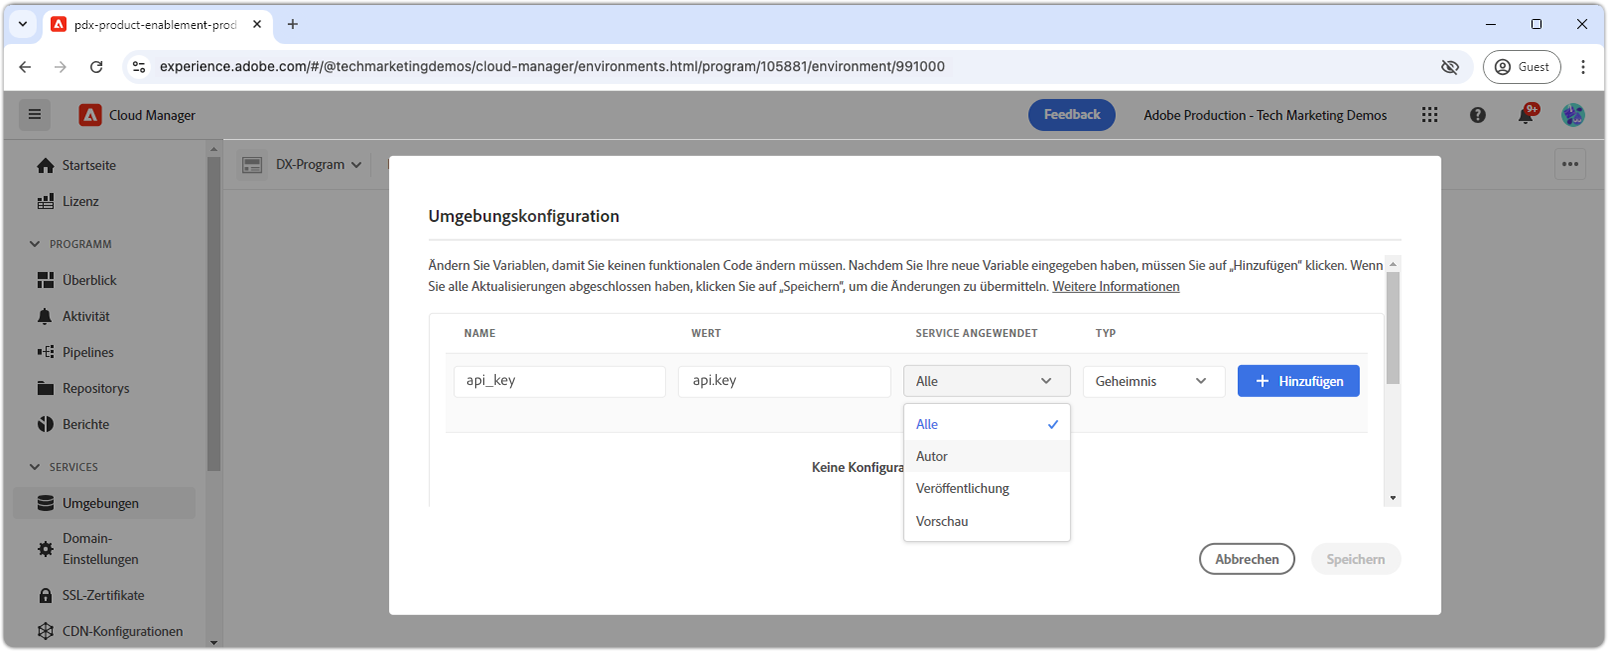 pdx-product-enablement-prod
experience.adobe.com/#/@techmarketingdemos/cloud-manager/environments.html/program/105881/environment/991000
Guest
Cloud Manager
Feedback
Adobe Production - Tech Marketing Demos
9+
Startseite
Lizenz
PROGRAMM
Überblick
Aktivität
Pipelines
Repositorys
Berichte
SERVICES
Umgebungen
Domain-
Einstellungen
SSL-Zertifikate
CDN-Konfigurationen
DX-Program
Umgebungskonfiguration
Ändern Sie Variablen, damit Sie keinen funktionalen Code ändern müssen. Nachdem Sie Ihre neue Variable eingegeben haben, müssen Sie auf „Hinzufügen“ klicken. Wenn
Sie alle Aktualisierungen abgeschlossen haben, klicken Sie auf „Speichern“, um die Änderungen zu übermitteln. Weitere Informationen
NAME WERT SERVICE ANGEWENDET TYP
api_key api.key Alle Geheimnis Hinzufügen
Alle
Autor
Keine Konfigura
Veröffentlichung
Vorschau
Abbrechen Speichern